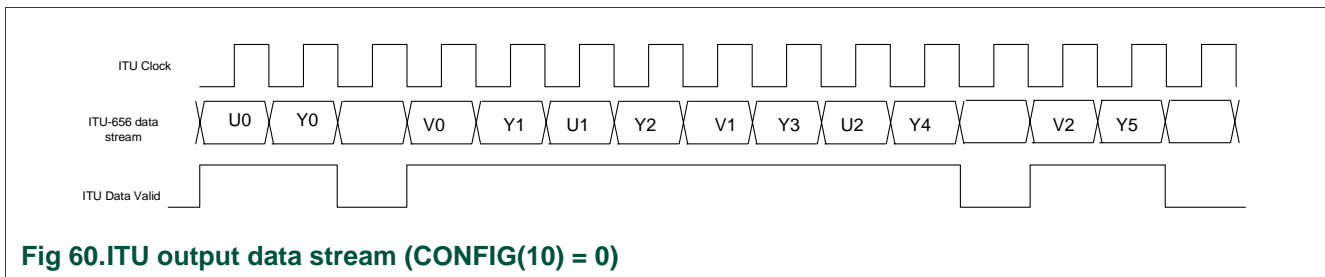 ITU Clock
ITU-656 data
stream
U0 Y0 V0 Y1 U1 Y2 V1 Y3 U2 Y4 V2 Y5
ITU Data Valid
Fig 60.ITU output data stream (CONFIG(10) = 0)